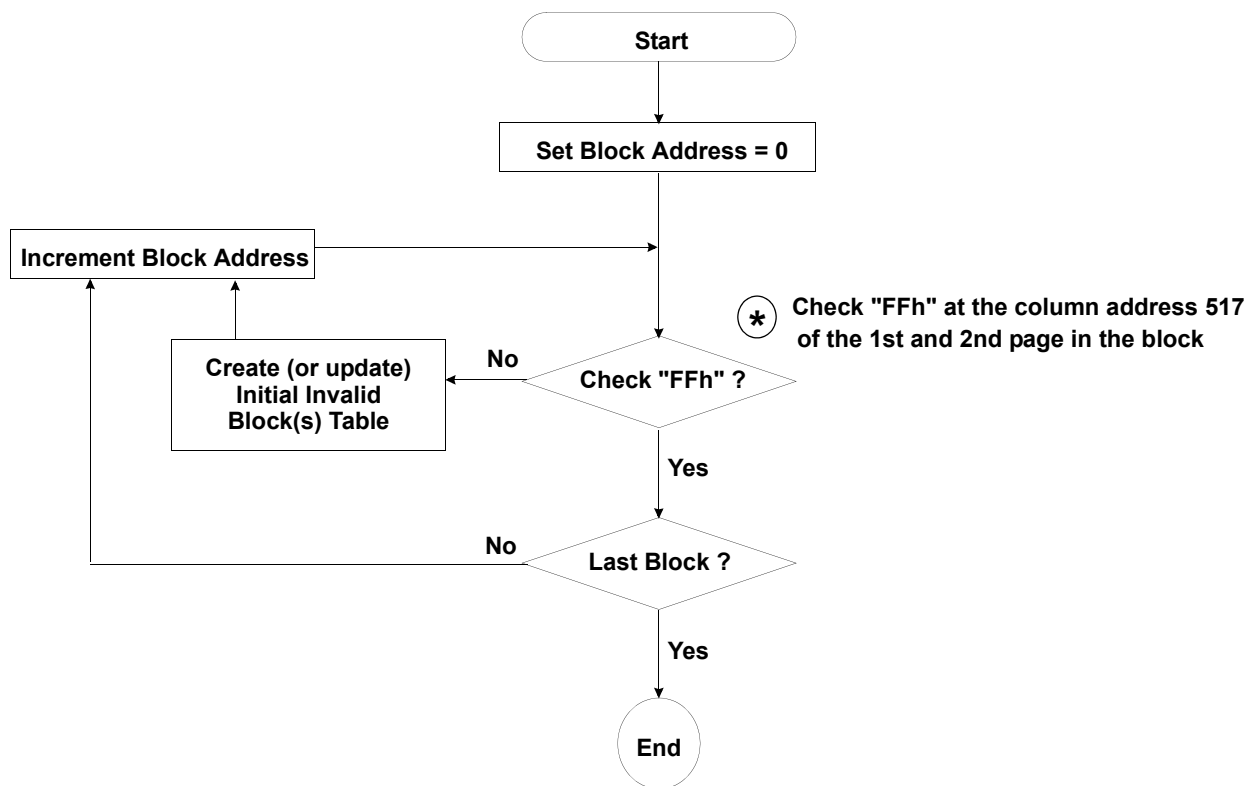 Start
Set Block Address = 0
Increment Block Address
* Check "FFh" at the column address 517
of the 1st and 2nd page in the block
No
Create (or update)
Initial Invalid
Block(s) Table
Check "FFh" ?
Yes
No
Last Block ?
Yes
End